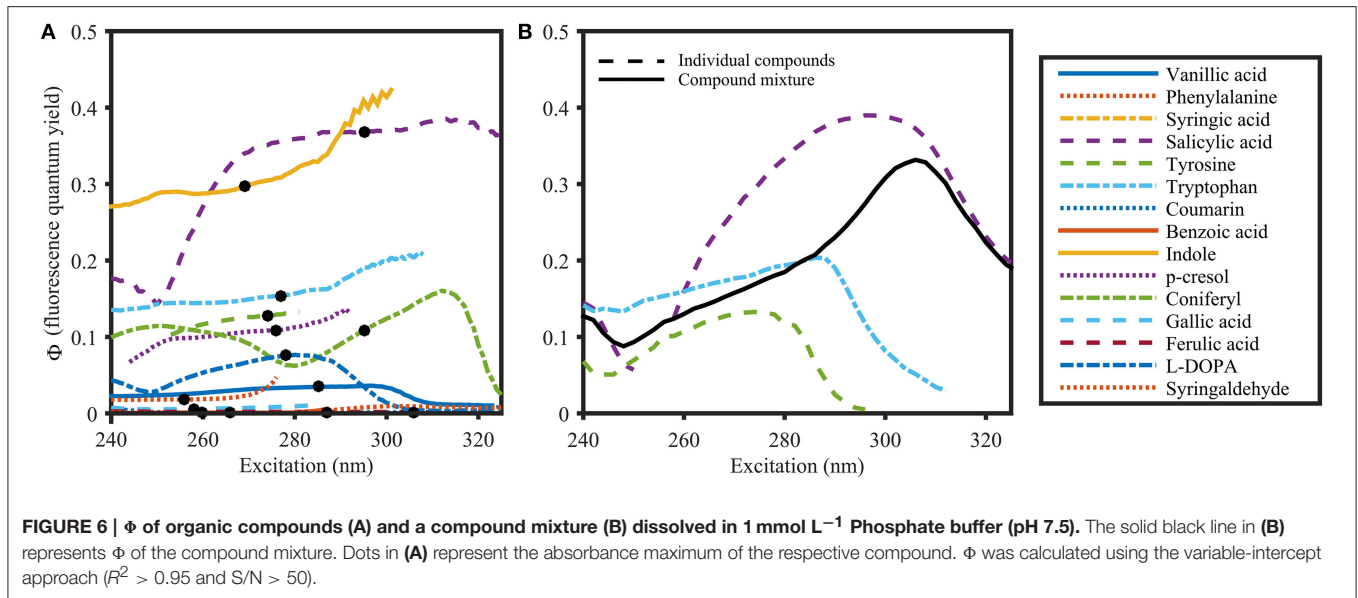 A
B
Φ (fluorescence quantum yield)
0.5
0.4
0.3
0.2
0.1
0
240 260 280 300 320
Excitation (nm)
0.5
0.4
0.3
0.2
0.1
0
240 260 280 300 320
Excitation (nm)
Individual compounds
Compound mixture
Vanillic acid
Phenylalanine
Syringic acid
Salicylic acid
Tyrosine
Tryptophan
Coumarin
Benzoic acid
Indole
p-cresol
Coniferyl
Gallic acid
Ferulic acid
L-DOPA
Syringaldehyde
FIGURE 6 | Φ of organic compounds (A) and a compound mixture (B) dissolved in 1 mmol L⁻¹ Phosphate buffer (pH 7.5). The solid black line in (B)
represents Φ of the compound mixture. Dots in (A) represent the absorbance maximum of the respective compound. Φ was calculated using the variable-intercept
approach (R² > 0.95 and S/N > 50).